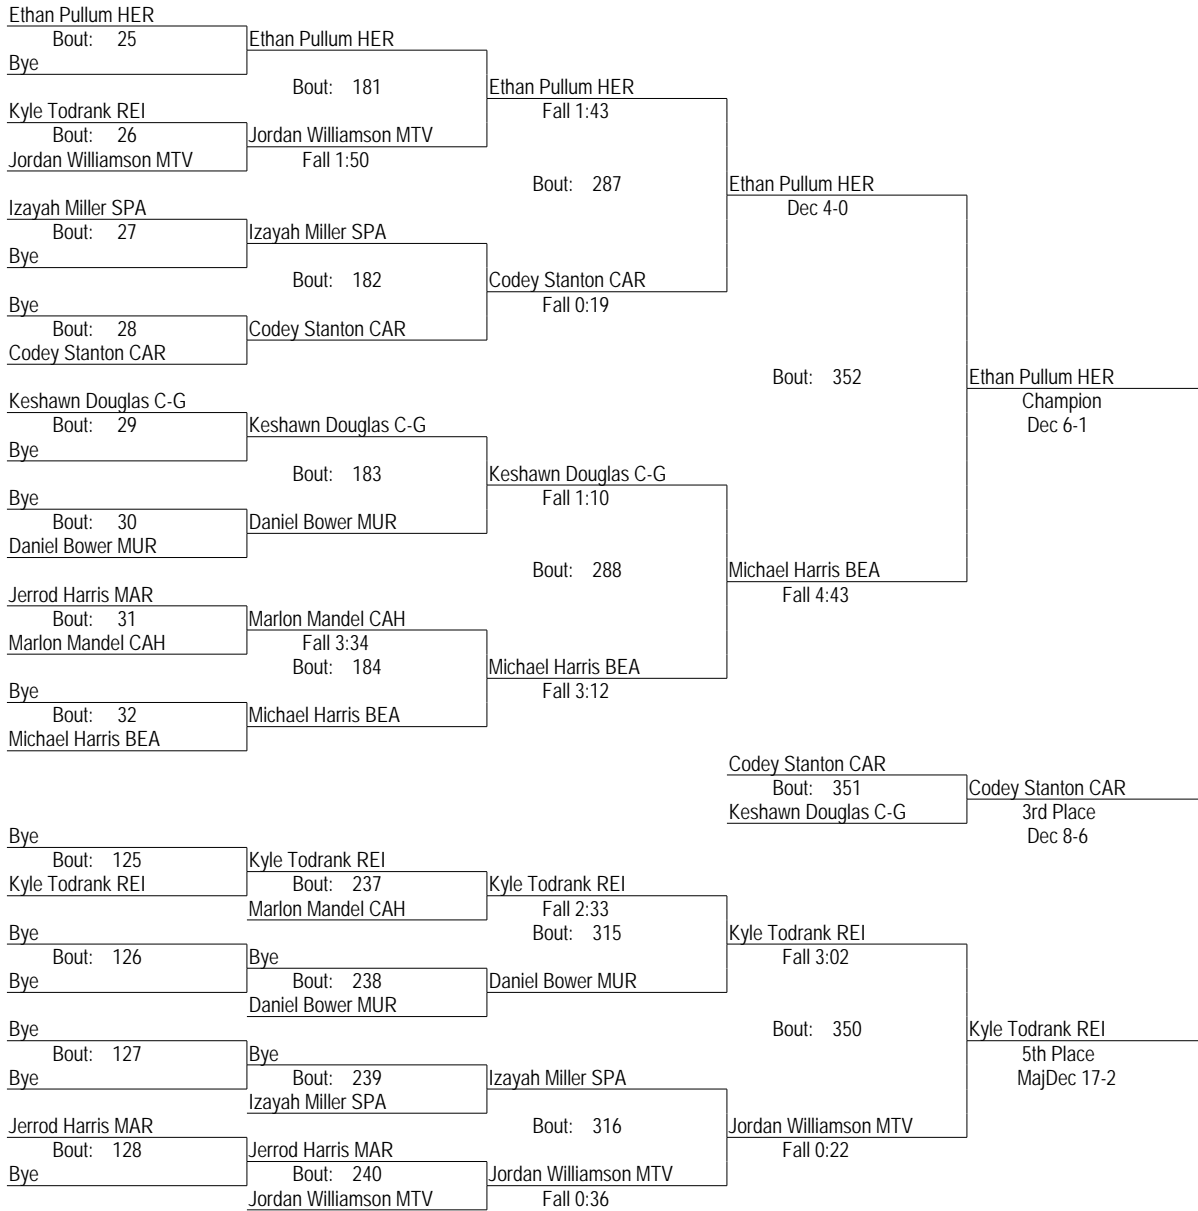 Ethan Pullum HER
Bout: 25
Ethan Pullum HER
Bye
Bout: 181
Ethan Pullum HER
Fall 1:43
Kyle Todrank REI
Bout: 26
Jordan Williamson MTV
Jordan Williamson MTV
Fall 1:50
Bout: 287
Ethan Pullum HER
Dec 4-0
Izayah Miller SPA
Bout: 27
Izayah Miller SPA
Bye
Bout: 182
Codey Stanton CAR
Fall 0:19
Bye
Bout: 28
Codey Stanton CAR
Codey Stanton CAR
Bout: 352
Ethan Pullum HER
Champion
Dec 6-1
Keshawn Douglas C-G
Bout: 29
Keshawn Douglas C-G
Bye
Bout: 183
Keshawn Douglas C-G
Fall 1:10
Bye
Bout: 30
Daniel Bower MUR
Daniel Bower MUR
Bout: 288
Michael Harris BEA
Fall 4:43
Jerrod Harris MAR
Bout: 31
Marlon Mandel CAH
Marlon Mandel CAH
Fall 3:34
Bout: 184
Michael Harris BEA
Fall 3:12
Bye
Bout: 32
Michael Harris BEA
Michael Harris BEA
Codey Stanton CAR
Bout: 351
Codey Stanton CAR
Keshawn Douglas C-G
3rd Place
Dec 8-6
Bye
Bout: 125
Kyle Todrank REI
Kyle Todrank REI
Bout: 237
Kyle Todrank REI
Marlon Mandel CAH
Fall 2:33
Bye
Bout: 315
Kyle Todrank REI
Fall 3:02
Bout: 126
Bye
Bye
Bout: 238
Daniel Bower MUR
Daniel Bower MUR
Bye
Bout: 350
Kyle Todrank REI
5th Place
MajDec 17-2
Bout: 127
Bye
Bye
Bout: 239
Izayah Miller SPA
Izayah Miller SPA
Jerrod Harris MAR
Bout: 316
Jordan Williamson MTV
Fall 0:22
Bout: 128
Jerrod Harris MAR
Bye
Bout: 240
Jordan Williamson MTV
Jordan Williamson MTV
Fall 0:36